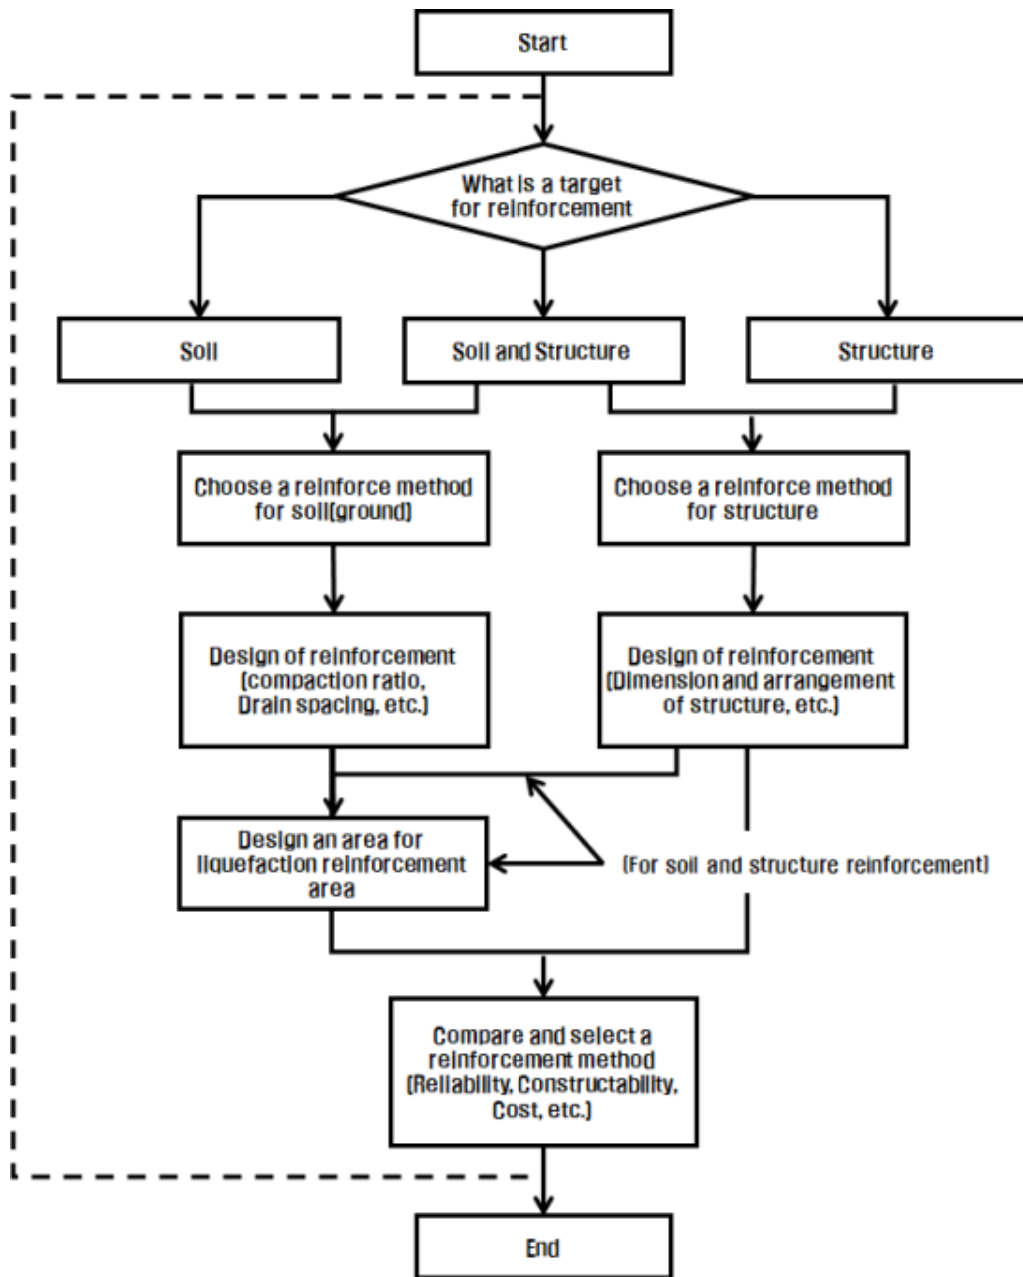 Start
What is a target
for reinforcement
Soil
Soil and Structure
Structure
Choose a reinforce method
for soil(ground)
Choose a reinforce method
for structure
Design of reinforcement
(compaction ratio,
Drain spacing, etc.)
Design of reinforcement
(Dimension and arrangement
of structure, etc.)
Design an area for
liquefaction reinforcement
area
(For soil and structure reinforcement)
Compare and select a
reinforcement method
(Reliability, Constructability,
Cost, etc.)
End